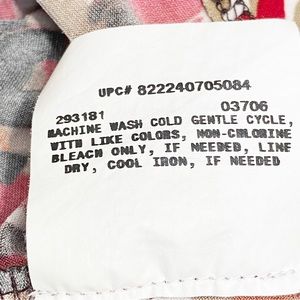 UPC# 822240705084
293181 03706
MACHINE WASH COLD GENTLE CYCLE,
WITH LIKE COLORS, NON-CHLORINE
BLEACH ONLY, IF NEEDED, LINE
DRY, COOL IRON, IF NEEDED